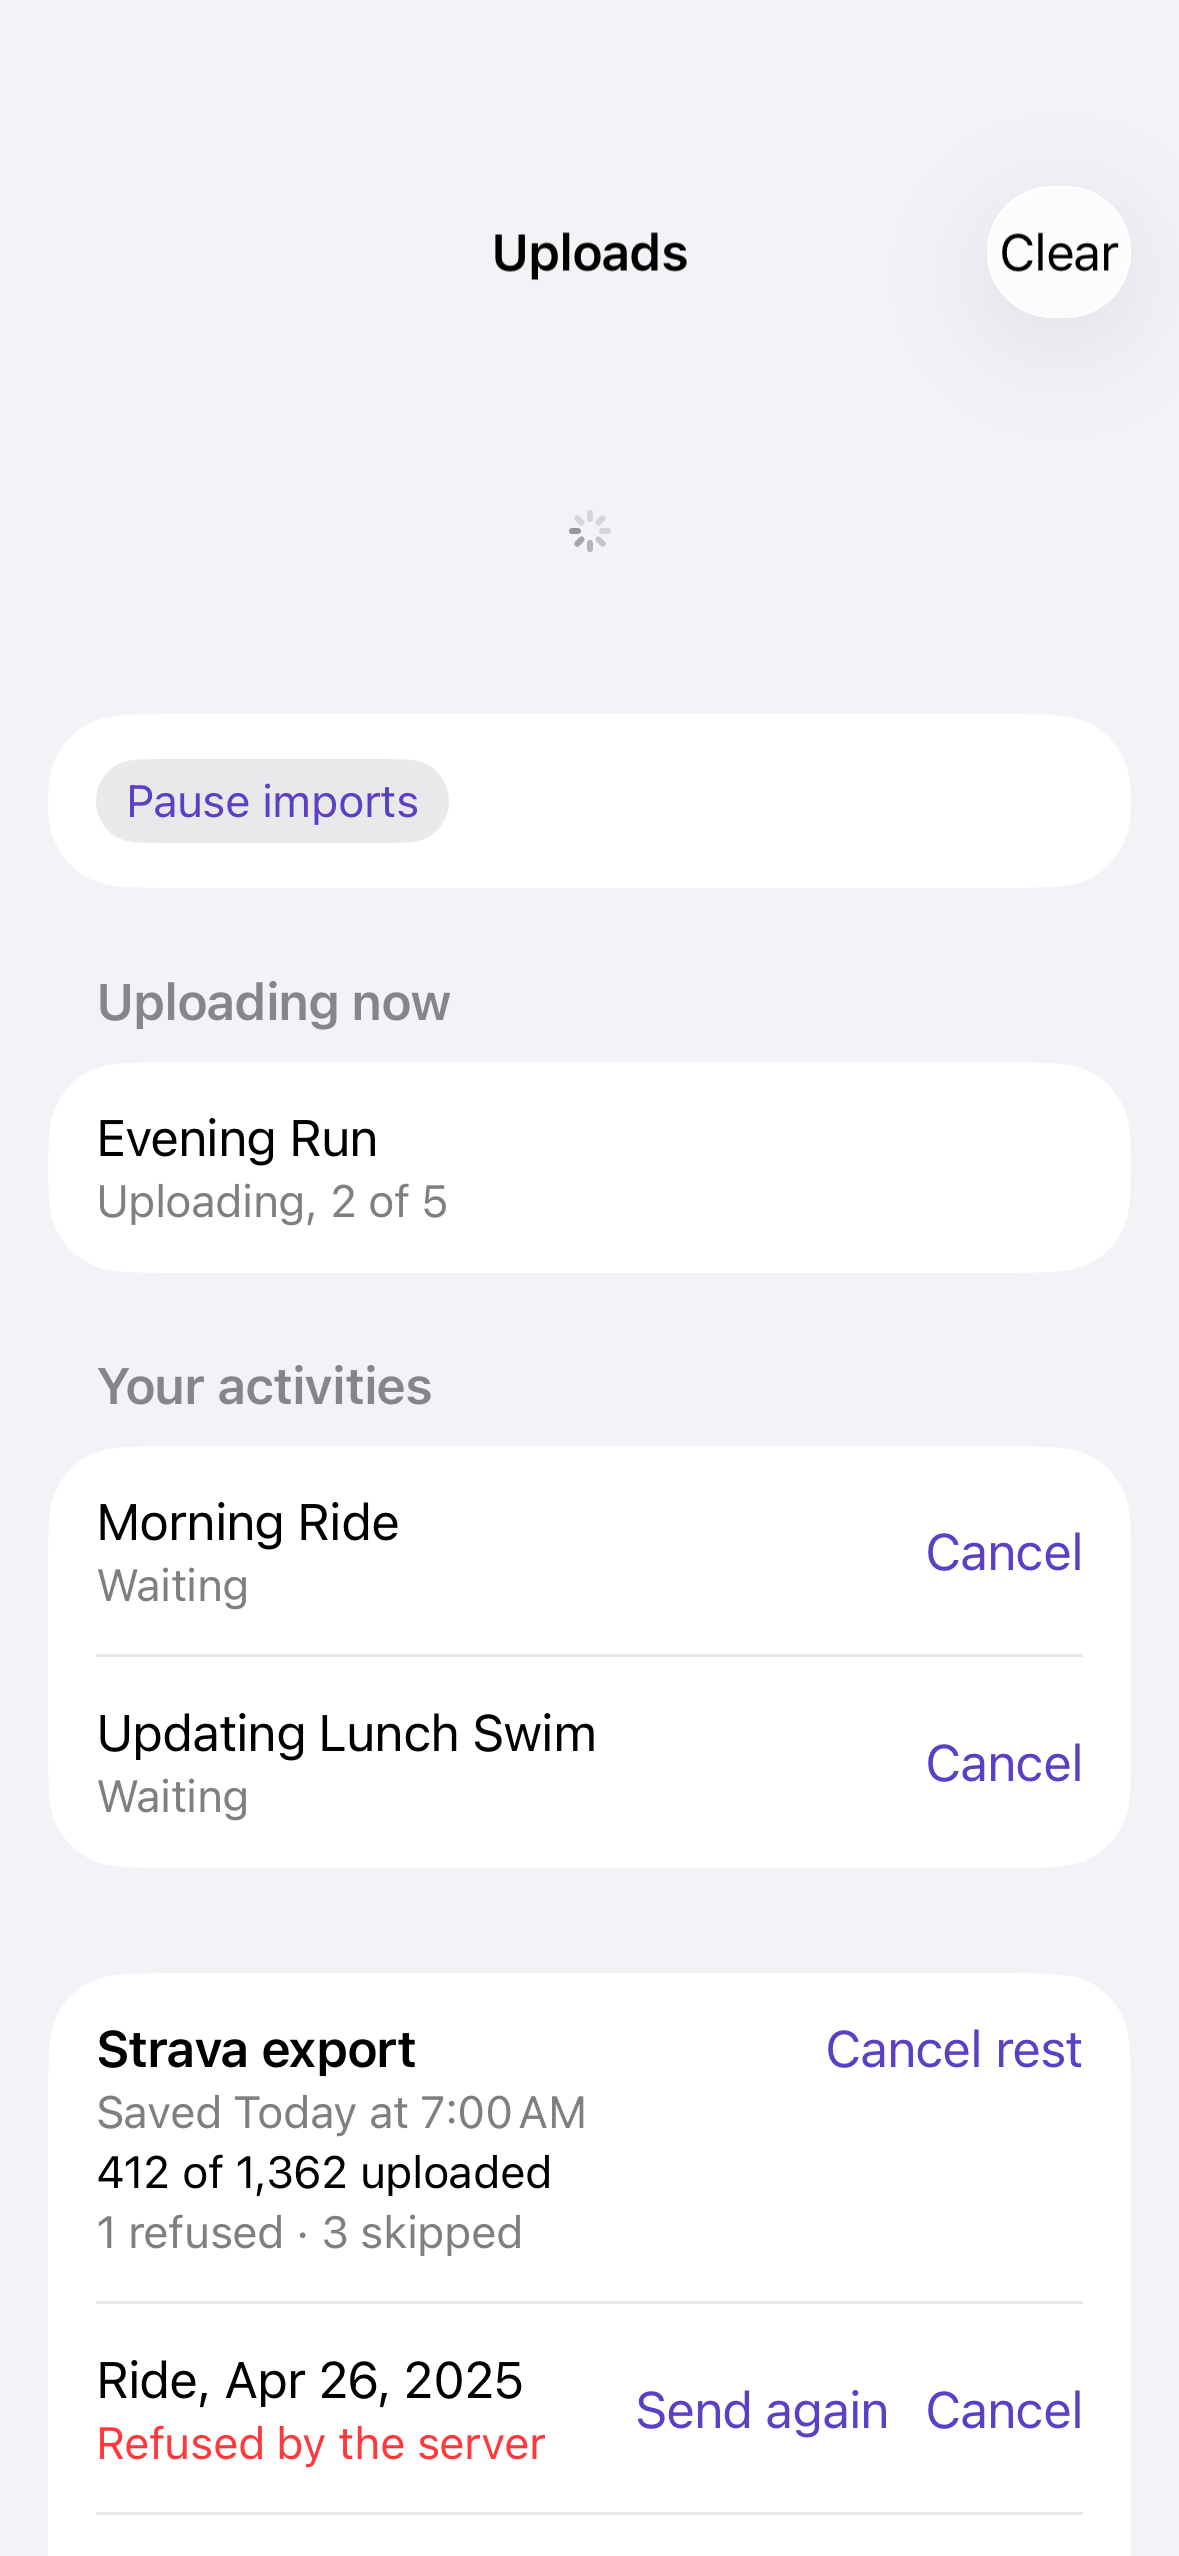 Uploads
Clear
Pause imports
Uploading now
Evening Run
Uploading, 2 of 5
Your activities
Morning Ride
Waiting
Cancel
Updating Lunch Swim
Waiting
Cancel
Strava export
Cancel rest
Saved Today at 7:00 AM
412 of 1,362 uploaded
1 refused · 3 skipped
Ride, Apr 26, 2025
Refused by the server
Send again
Cancel